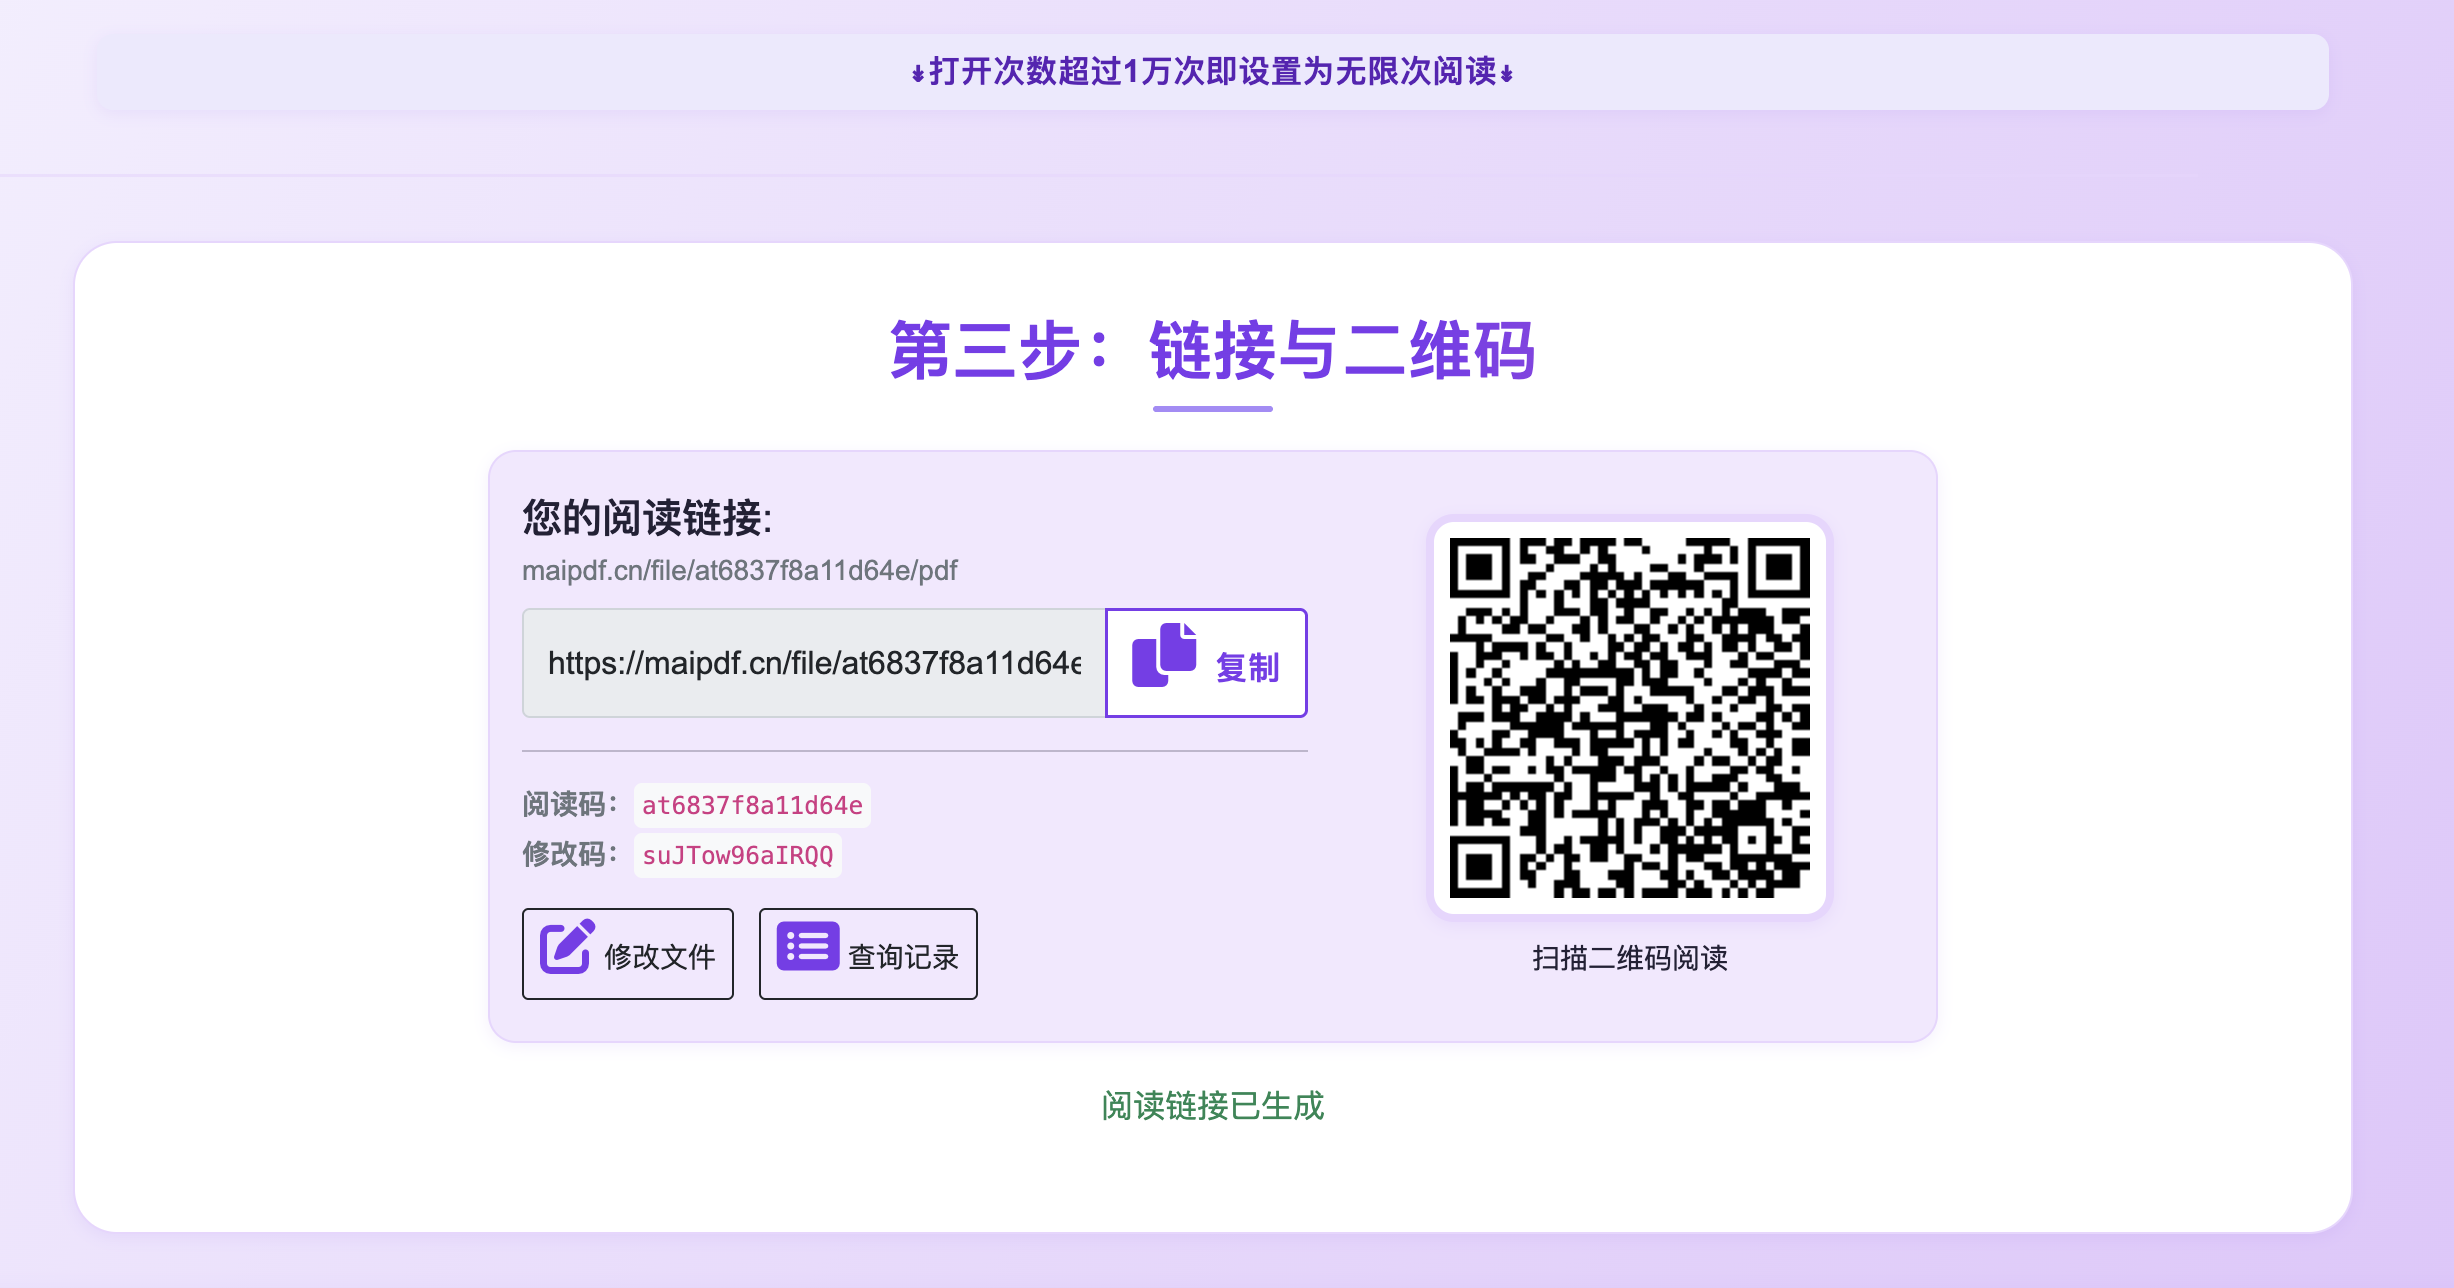 ↡打开次数超过1万次即设置为无限次阅读↡
第三步：链接与二维码
您的阅读链接:
maipdf.cn/file/at6837f8a11d64e/pdf
https://maipdf.cn/file/at6837f8a11d64e
复制
阅读码：at6837f8a11d64e
修改码：suJTow96aIRQQ
修改文件
查询记录
扫描二维码阅读
阅读链接已生成